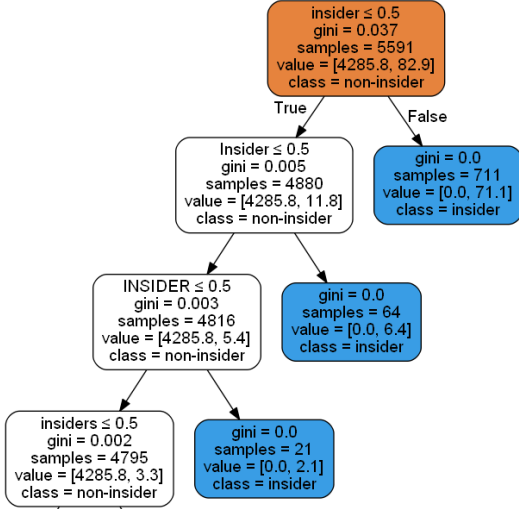 insider ≤ 0.5
gini = 0.037
samples = 5591
value = [4285.8, 82.9]
class = non-insider
True
False
Insider ≤ 0.5
gini = 0.005
samples = 4880
value = [4285.8, 11.8]
class = non-insider
gini = 0.0
samples = 711
value = [0.0, 71.1]
class = insider
INSIDER ≤ 0.5
gini = 0.003
samples = 4816
value = [4285.8, 5.4]
class = non-insider
gini = 0.0
samples = 64
value = [0.0, 6.4]
class = insider
insiders ≤ 0.5
gini = 0.002
samples = 4795
value = [4285.8, 3.3]
class = non-insider
gini = 0.0
samples = 21
value = [0.0, 2.1]
class = insider